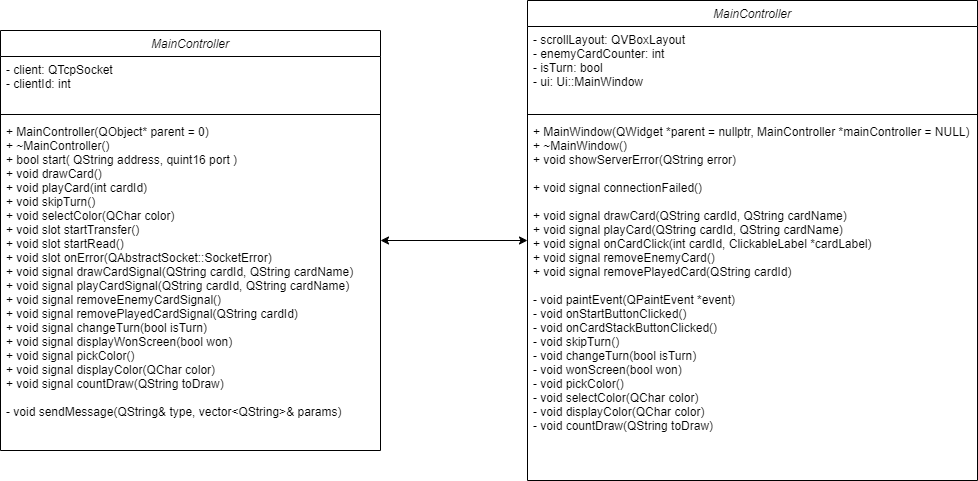 MainController
- client: QTcpSocket
- clientId: int
+ MainController(QObject* parent = 0)
+ ~MainController()
+ bool start( QString address, quint16 port )
+ void drawCard()
+ void playCard(int cardId)
+ void skipTurn()
+ void selectColor(QChar color)
+ void slot startTransfer()
+ void slot startRead()
+ void slot onError(QAbstractSocket::SocketError)
+ void signal drawCardSignal(QString cardId, QString cardName)
+ void signal playCardSignal(QString cardId, QString cardName)
+ void signal removeEnemyCardSignal()
+ void signal removePlayedCardSignal(QString cardId)
+ void signal changeTurn(bool isTurn)
+ void signal displayWonScreen(bool won)
+ void signal pickColor()
+ void signal displayColor(QChar color)
+ void signal countDraw(QString toDraw)
- void sendMessage(QString& type, vector<QString>& params)
MainController
- scrollLayout: QVBoxLayout
- enemyCardCounter: int
- isTurn: bool
- ui: Ui::MainWindow
+ MainWindow(QWidget *parent = nullptr, MainController *mainController = NULL)
+ ~MainWindow()
+ void showServerError(QString error)
+ void signal connectionFailed()
+ void signal drawCard(QString cardId, QString cardName)
+ void signal playCard(QString cardId, QString cardName)
+ void signal onCardClick(int cardId, ClickableLabel *cardLabel)
+ void signal removeEnemyCard()
+ void signal removePlayedCard(QString cardId)
- void paintEvent(QPaintEvent *event)
- void onStartButtonClicked()
- void onCardStackButtonClicked()
- void skipTurn()
- void changeTurn(bool isTurn)
- void wonScreen(bool won)
- void pickColor()
- void selectColor(QChar color)
- void displayColor(QChar color)
- void countDraw(QString toDraw)